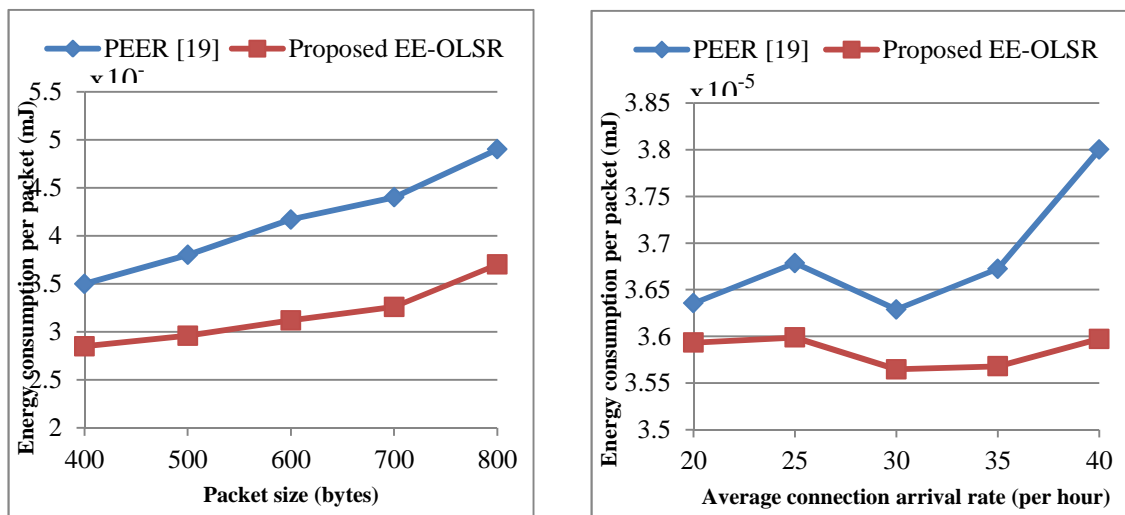 PEER [19] Proposed EE-OLSR
x10-
5.5
5
4.5
4
3.5
3
2.5
2
Energy consumption per packet (mJ)
400 500 600 700 800
Packet size (bytes)
PEER [19] Proposed EE-OLSR
x10-5
3.85
3.8
3.75
3.7
3.65
3.6
3.55
3.5
Energy consumption per packet (mJ)
20 25 30 35 40
Average connection arrival rate (per hour)